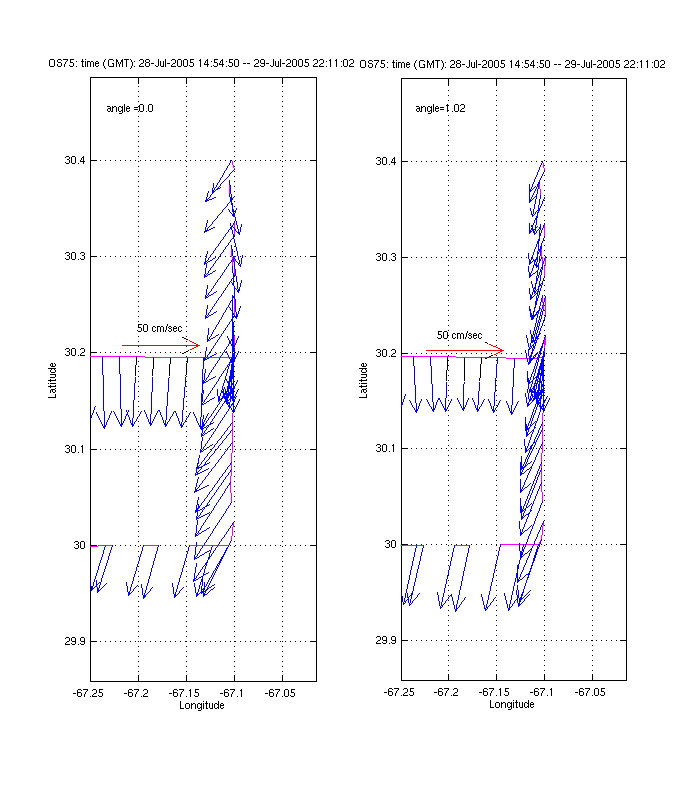 OS75: time (GMT): 28-Jul-2005 14:54:50 -- 29-Jul-2005 22:11:02
angle =0.0
30.4
30.3
50 cm/sec
30.2
Latitude
30.1
30
29.9
-67.25
-67.2
-67.15
-67.1
-67.05
Longitude
OS75: time (GMT): 28-Jul-2005 14:54:50 -- 29-Jul-2005 22:11:02
angle=1.02
30.4
30.3
50 cm/sec
30.2
Latitude
30.1
30
29.9
-67.25
-67.2
-67.15
-67.1
-67.05
Longitude